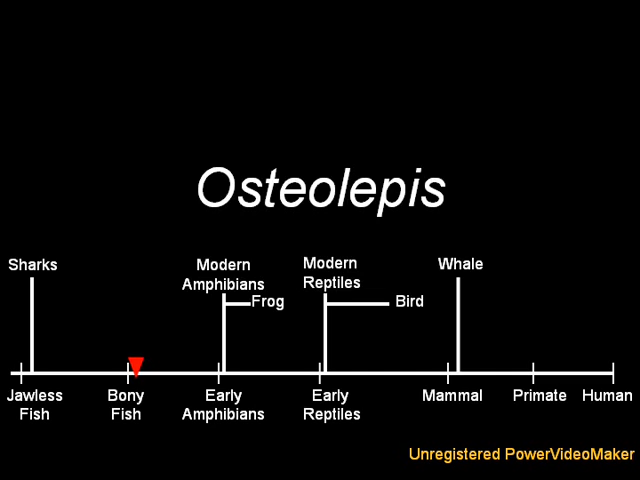 Osteolepis
Sharks
Modern
Amphibians
Modern
Reptiles
Whale
Frog
Bird
Jawless
Fish
Bony
Fish
Early
Amphibians
Early
Reptiles
Mammal
Primate
Human
Unregistered PowerVideoMaker